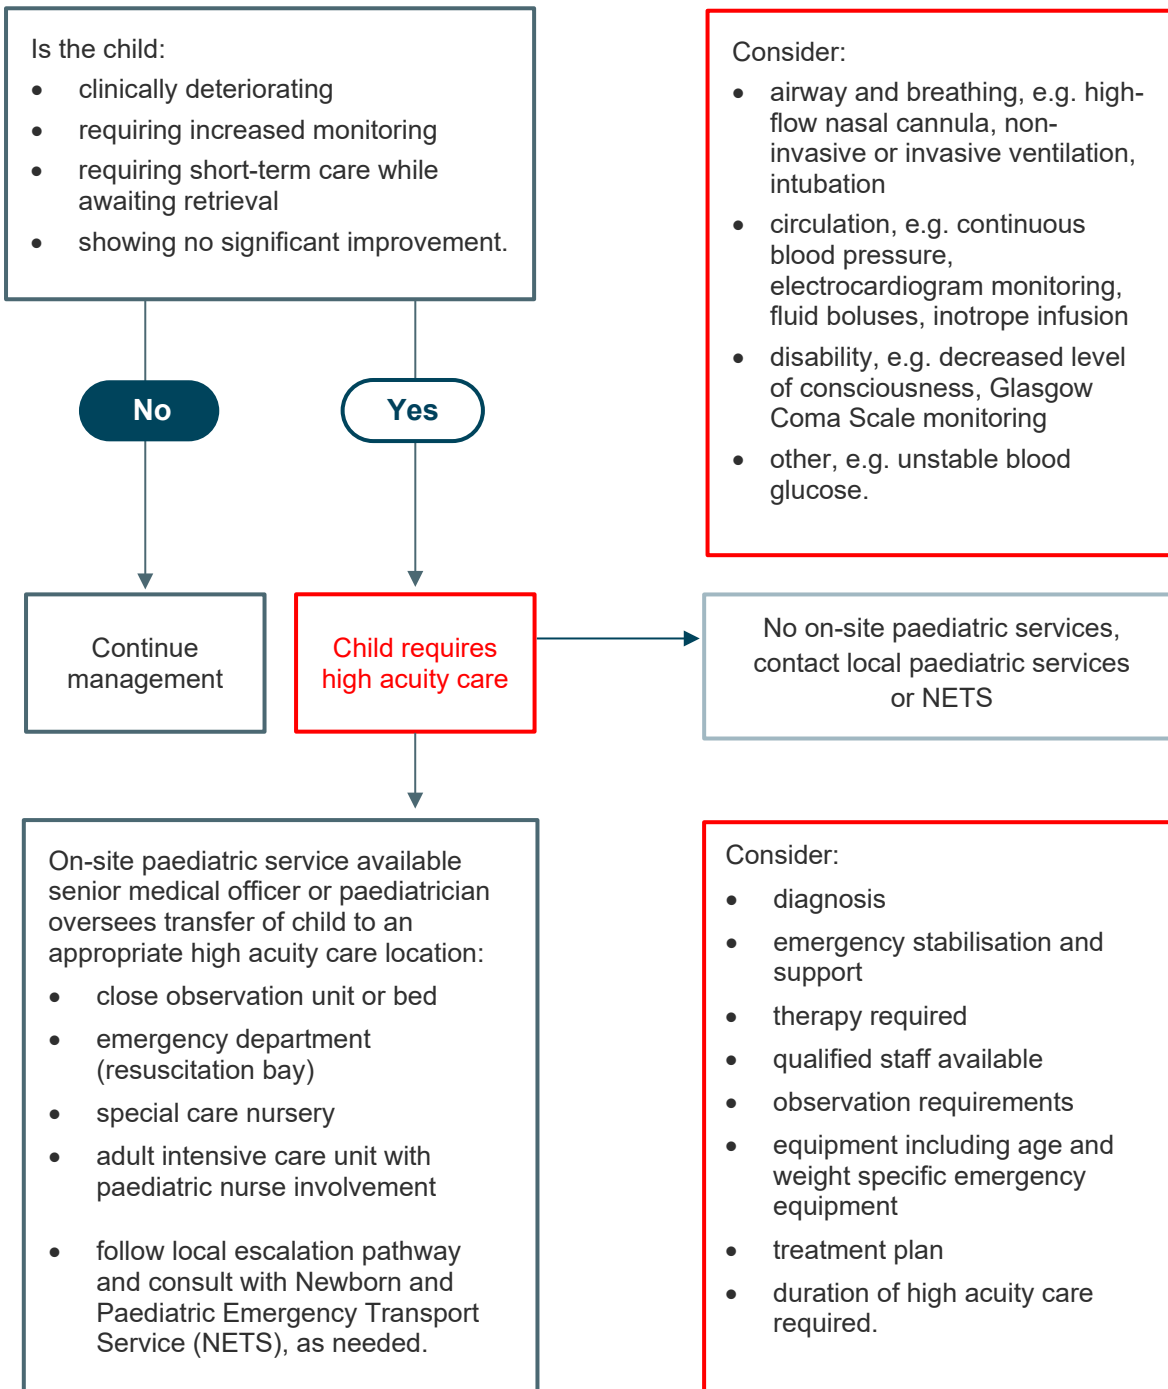 Is the child:
• clinically deteriorating
• requiring increased monitoring
• requiring short-term care while
awaiting retrieval
• showing no significant improvement.
Consider:
• airway and breathing, e.g. high-
flow nasal cannula, non-
invasive or invasive ventilation,
intubation
• circulation, e.g. continuous
blood pressure,
electrocardiogram monitoring,
fluid boluses, inotrope infusion
• disability, e.g. decreased level
of consciousness, Glasgow
Coma Scale monitoring
• other, e.g. unstable blood
glucose.
No
Yes
Continue
management
Child requires
high acuity care
No on-site paediatric services,
contact local paediatric services
or NETS
On-site paediatric service available
senior medical officer or paediatrician
oversees transfer of child to an
appropriate high acuity care location:
• close observation unit or bed
• emergency department
(resuscitation bay)
• special care nursery
• adult intensive care unit with
paediatric nurse involvement
• follow local escalation pathway
and consult with Newborn and
Paediatric Emergency Transport
Service (NETS), as needed.
Consider:
• diagnosis
• emergency stabilisation and
support
• therapy required
• qualified staff available
• observation requirements
• equipment including age and
weight specific emergency
equipment
• treatment plan
• duration of high acuity care
required.